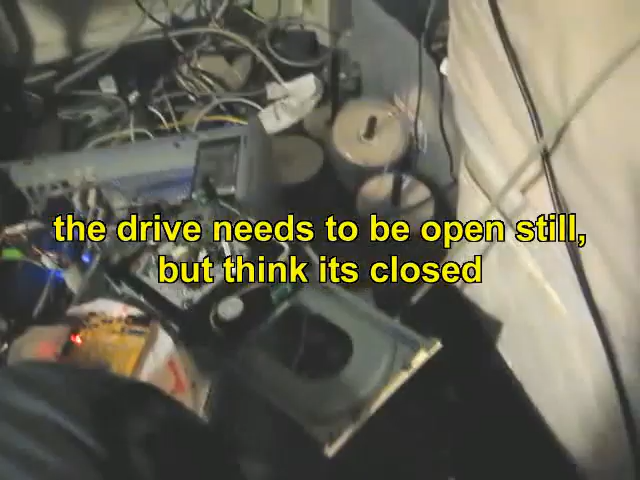 the drive needs to be open still,
but think its closed